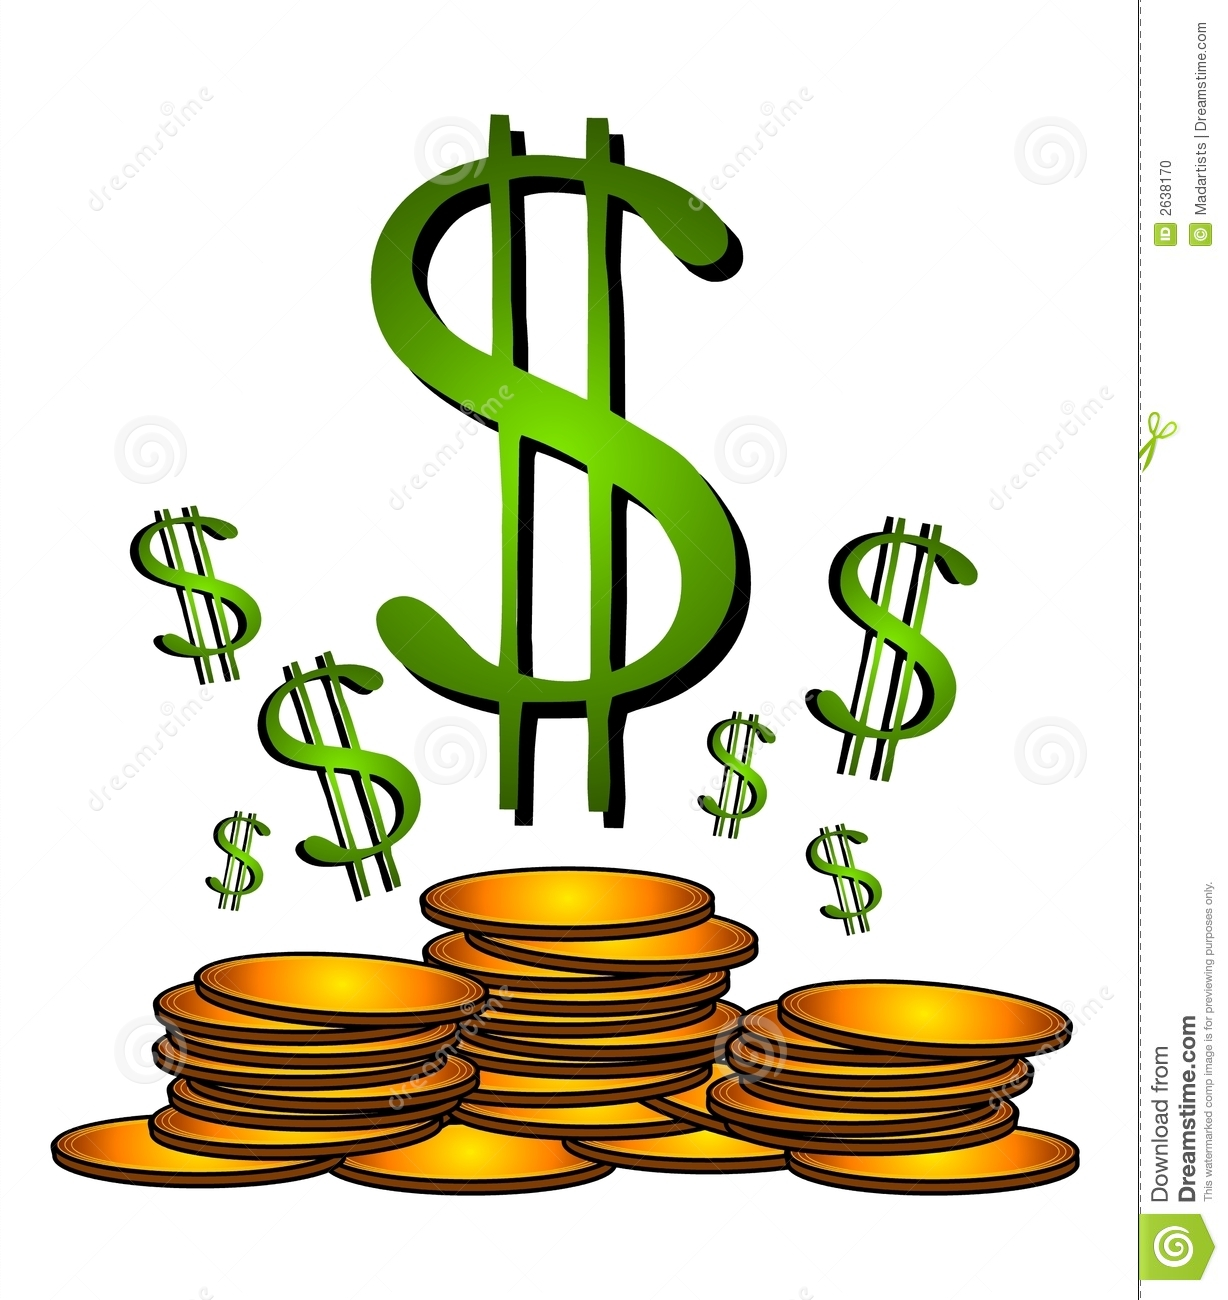 $
$
$
$
$
$
$
dreamstime
dreamstime
dreamstime
dreamstime
dreamstime
dreamstime
dreamstime
dreamstime
ID 2638170
© Madartists | Dreamstime.com
Download from
Dreamstime.com
This watermarked comp image is for previewing purposes only.